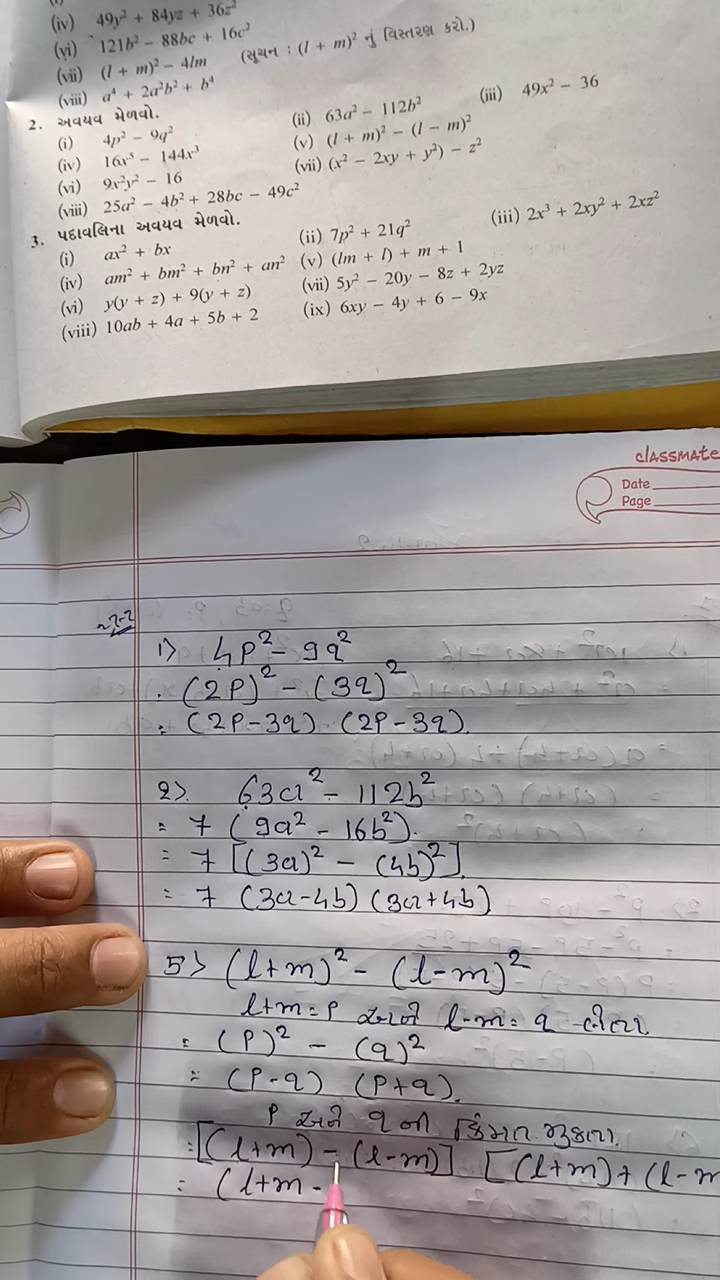 (iv) 49y² + 84yz + 36z²
(vi) 121b² – 88bc + 16c²
(vii) (l + m)² – 4lm (સૂચન : (l + m)² નું વિસ્તરણ કરો.)
(viii) a⁴ + 2a²b² + b⁴
2. અવયવ મેળવો.
(i) 4p² – 9q² (ii) 63a² – 112b² (iii) 49x² – 36
(iv) 16x⁵ – 144x³ (v) (l + m)² – (l – m)²
(vi) 9x²y² – 16 (vii) (x² – 2xy + y²) – z²
(viii) 25a² – 4b² + 28bc – 49c²
3. પદાવલિના અવયવ મેળવો.
(i) ax² + bx (ii) 7p² + 21q² (iii) 2x³ + 2xy² + 2xz²
(iv) am² + bm² + bn² + an² (v) (lm + l) + m + 1
(vi) y(y + z) + 9(y + z) (vii) 5y² – 20y – 8z + 2yz
(viii) 10ab + 4a + 5b + 2 (ix) 6xy – 4y + 6 – 9x
classmate
Date
Page
1) 4p² - 9q²
(2p)² - (3q)²
= (2p-3q) (2p-3q).
2). 63a² - 112b²
= 7 (9a² - 16b²).
= 7 [(3a)² - (4b)²].
= 7 (3a-4b) (3a+4b)
5) (l+m)² - (l-m)²
l+m = p અને l-m = q લેતા
= (p)² - (q)²
= (p-q) (p+q).
p અને q ની કિંમત મુકતા.
= [(l+m) - (l-m)] [(l+m) + (l-m
= (l+m -